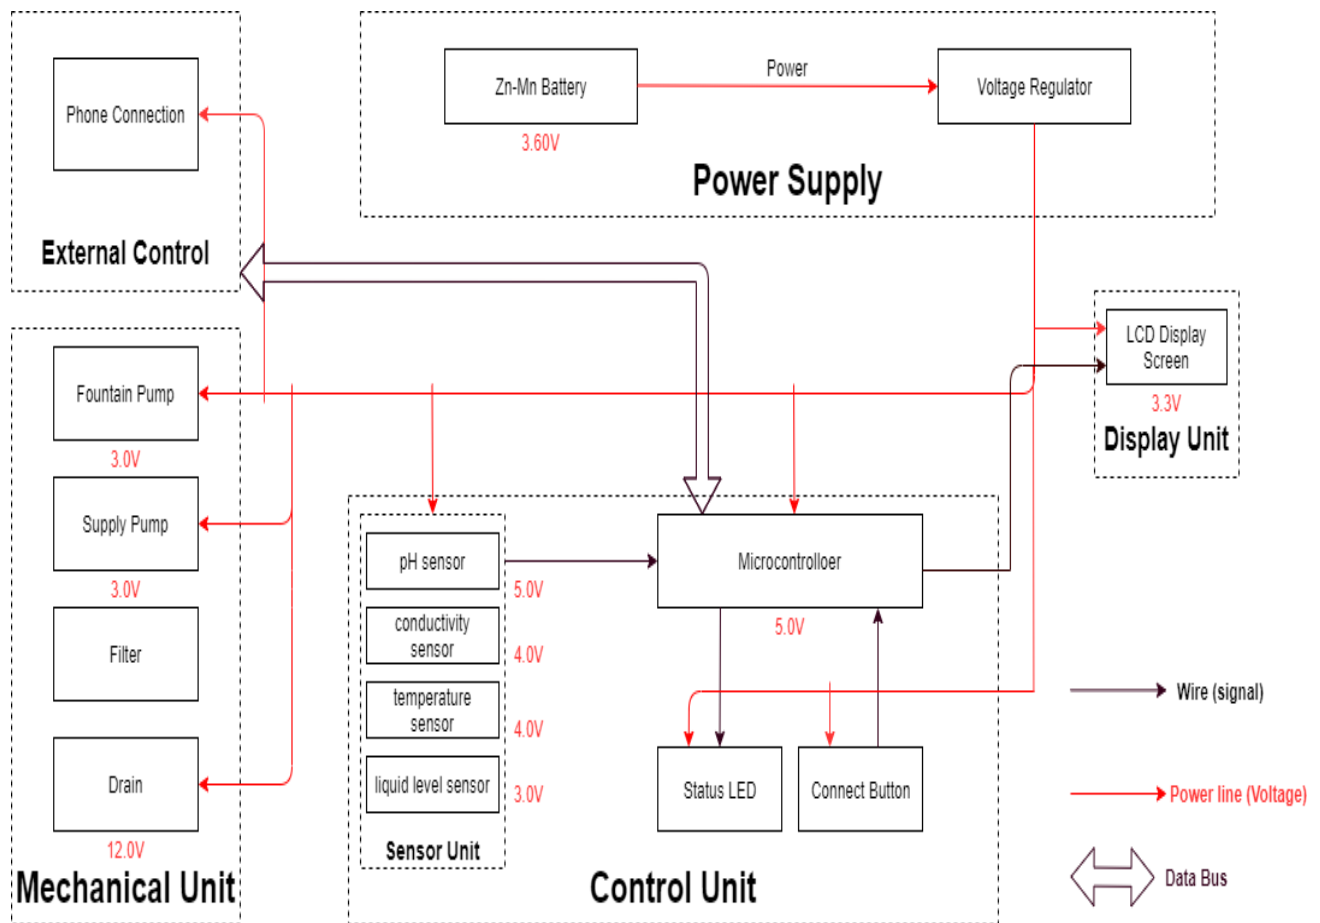 Phone Connection
External Control
Zn-Mn Battery
3.60V
Power
Voltage Regulator
Power Supply
Fountain Pump
3.0V
Supply Pump
3.0V
Filter
Drain
12.0V
Mechanical Unit
LCD Display
Screen
3.3V
Display Unit
pH sensor
5.0V
conductivity
sensor
4.0V
temperature
sensor
4.0V
liquid level sensor
3.0V
Sensor Unit
Microcontrolloer
5.0V
Status LED
Connect Button
Control Unit
Wire (signal)
Power line (Voltage)
Data Bus